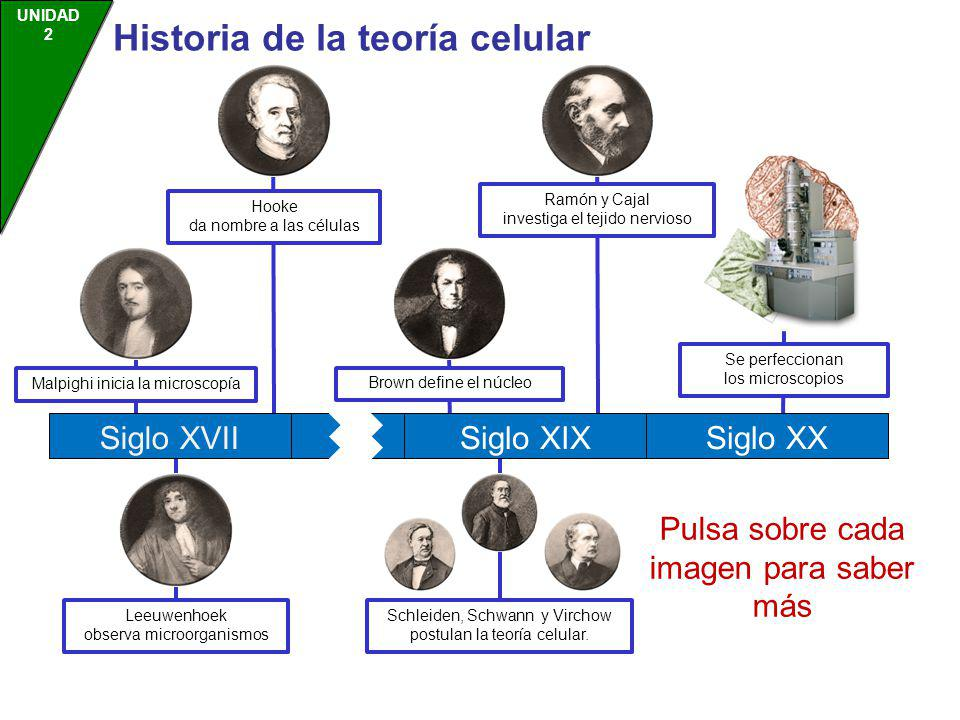 UNIDAD
2
Historia de la teoría celular
Hooke
da nombre a las células
Ramón y Cajal
investiga el tejido nervioso
Malpighi inicia la microscopía
Brown define el núcleo
Se perfeccionan
los microscopios
Siglo XVII
Siglo XIX
Siglo XX
Leeuwenhoek
observa microorganismos
Schleiden, Schwann y Virchow
postulan la teoría celular.
Pulsa sobre cada
imagen para saber
más